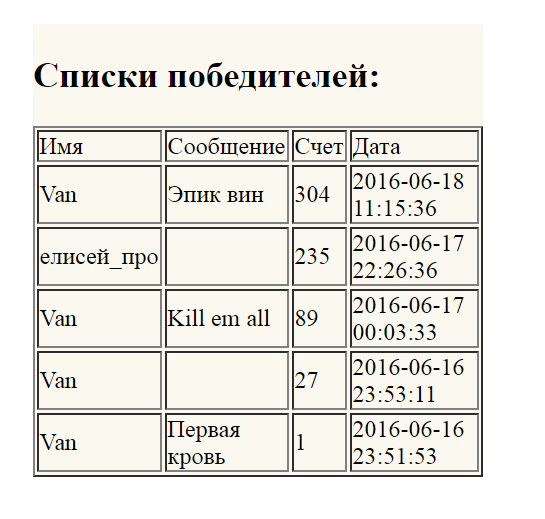 Списки победителей:
Имя Сообщение Счет Дата
Van Эпик вин 304 2016-06-18
11:15:36
елисей_про 235 2016-06-17
22:26:36
Van Kill em all 89 2016-06-17
00:03:33
Van 27 2016-06-16
23:53:11
Van Первая кровь 1 2016-06-16
23:51:53